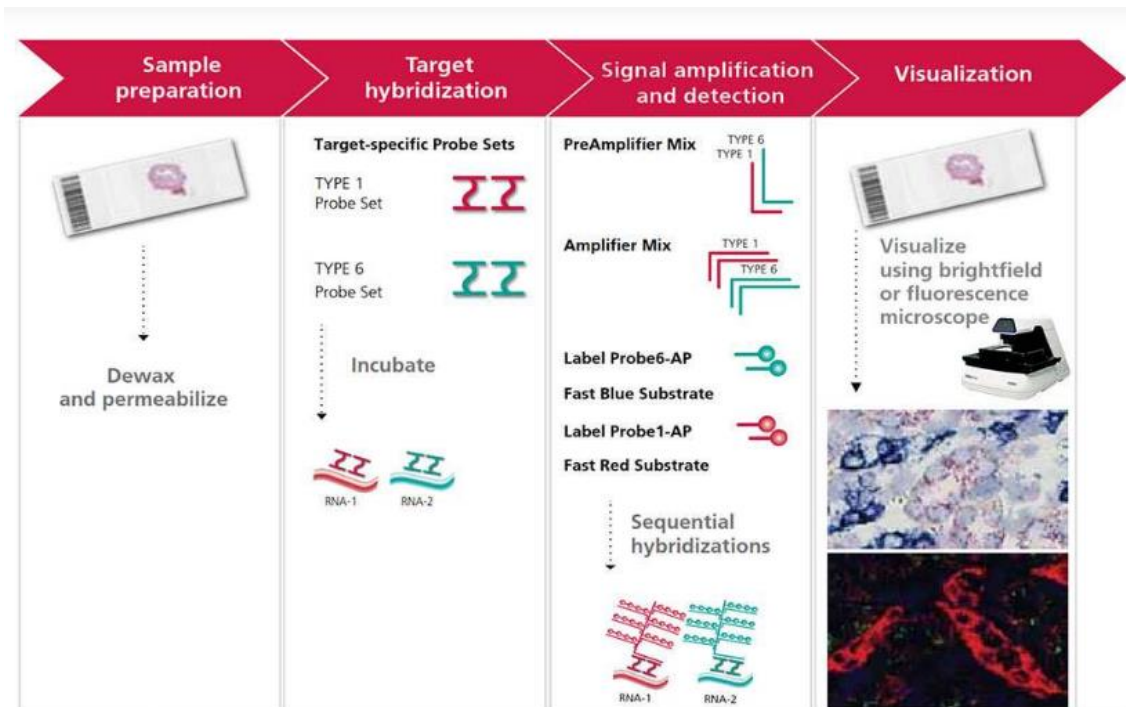 Sample
preparation
Target
hybridization
Signal amplification
and detection
Visualization
Dewax
and permeabilize
Target-specific Probe Sets
TYPE 1
Probe Set
TYPE 6
Probe Set
Incubate
RNA-1
RNA-2
PreAmplifier Mix
TYPE 6
TYPE 1
Amplifier Mix
TYPE 1
TYPE 6
Label Probe6-AP
Fast Blue Substrate
Label Probe1-AP
Fast Red Substrate
Sequential
hybridizations
RNA-1
RNA-2
Visualize
using brightfield
or fluorescence
microscope